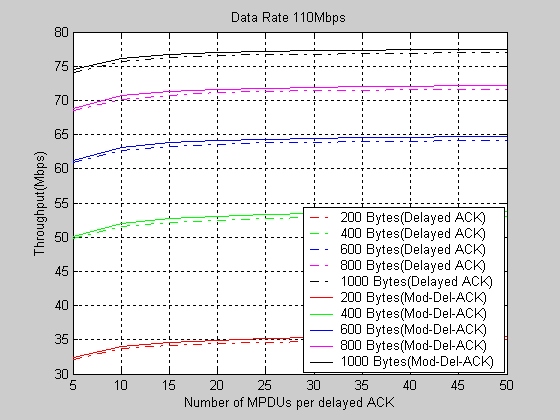 Data Rate 110Mbps
Throughput(Mbps)
80
75
70
65
60
55
50
45
40
35
30
200 Bytes(Delayed ACK)
400 Bytes(Delayed ACK)
600 Bytes(Delayed ACK)
800 Bytes(Delayed ACK)
1000 Bytes(Delayed ACK)
200 Bytes(Mod-Del-ACK)
400 Bytes(Mod-Del-ACK)
600 Bytes(Mod-Del-ACK)
800 Bytes(Mod-Del-ACK)
1000 Bytes(Mod-Del-ACK)
5 10 15 20 25 30 35 40 45 50
Number of MPDUs per delayed ACK